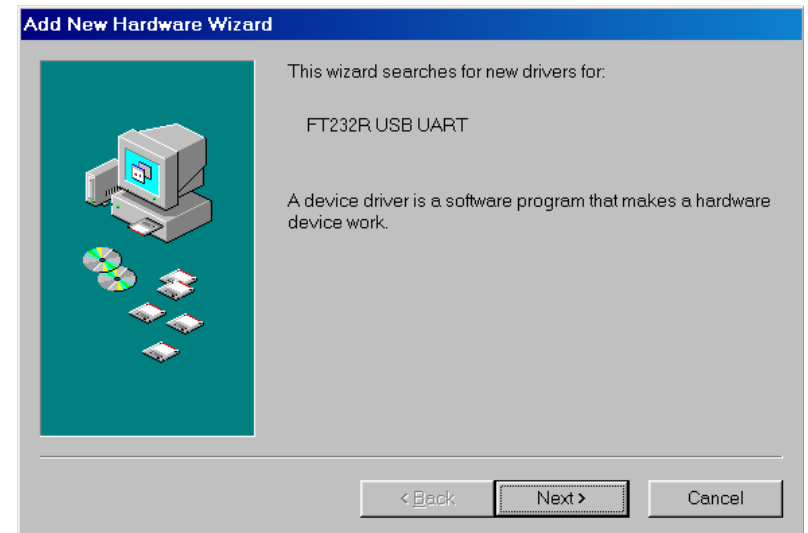 Add New Hardware Wizard
This wizard searches for new drivers for:
FT232R USB UART
A device driver is a software program that makes a hardware
device work.
< Back
Next >
Cancel